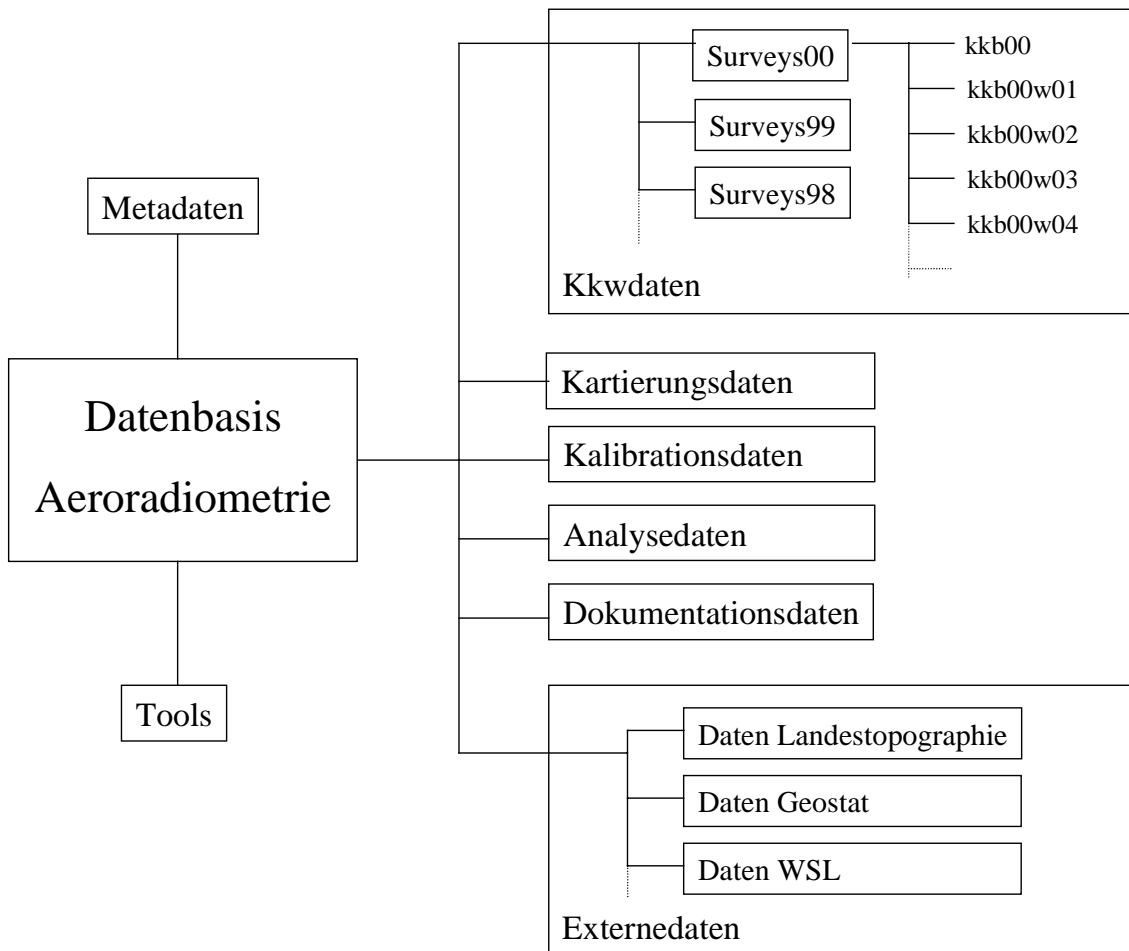 Metadaten
Datenbasis
Aeroradiometrie
Tools
Surveys00
Surveys99
Surveys98
kkb00
kkb00w01
kkb00w02
kkb00w03
kkb00w04
Kkwdaten
Kartierungsdaten
Kalibrationsdaten
Analysedaten
Dokumentationsdaten
Daten Landestopographie
Daten Geostat
Daten WSL
Externedaten